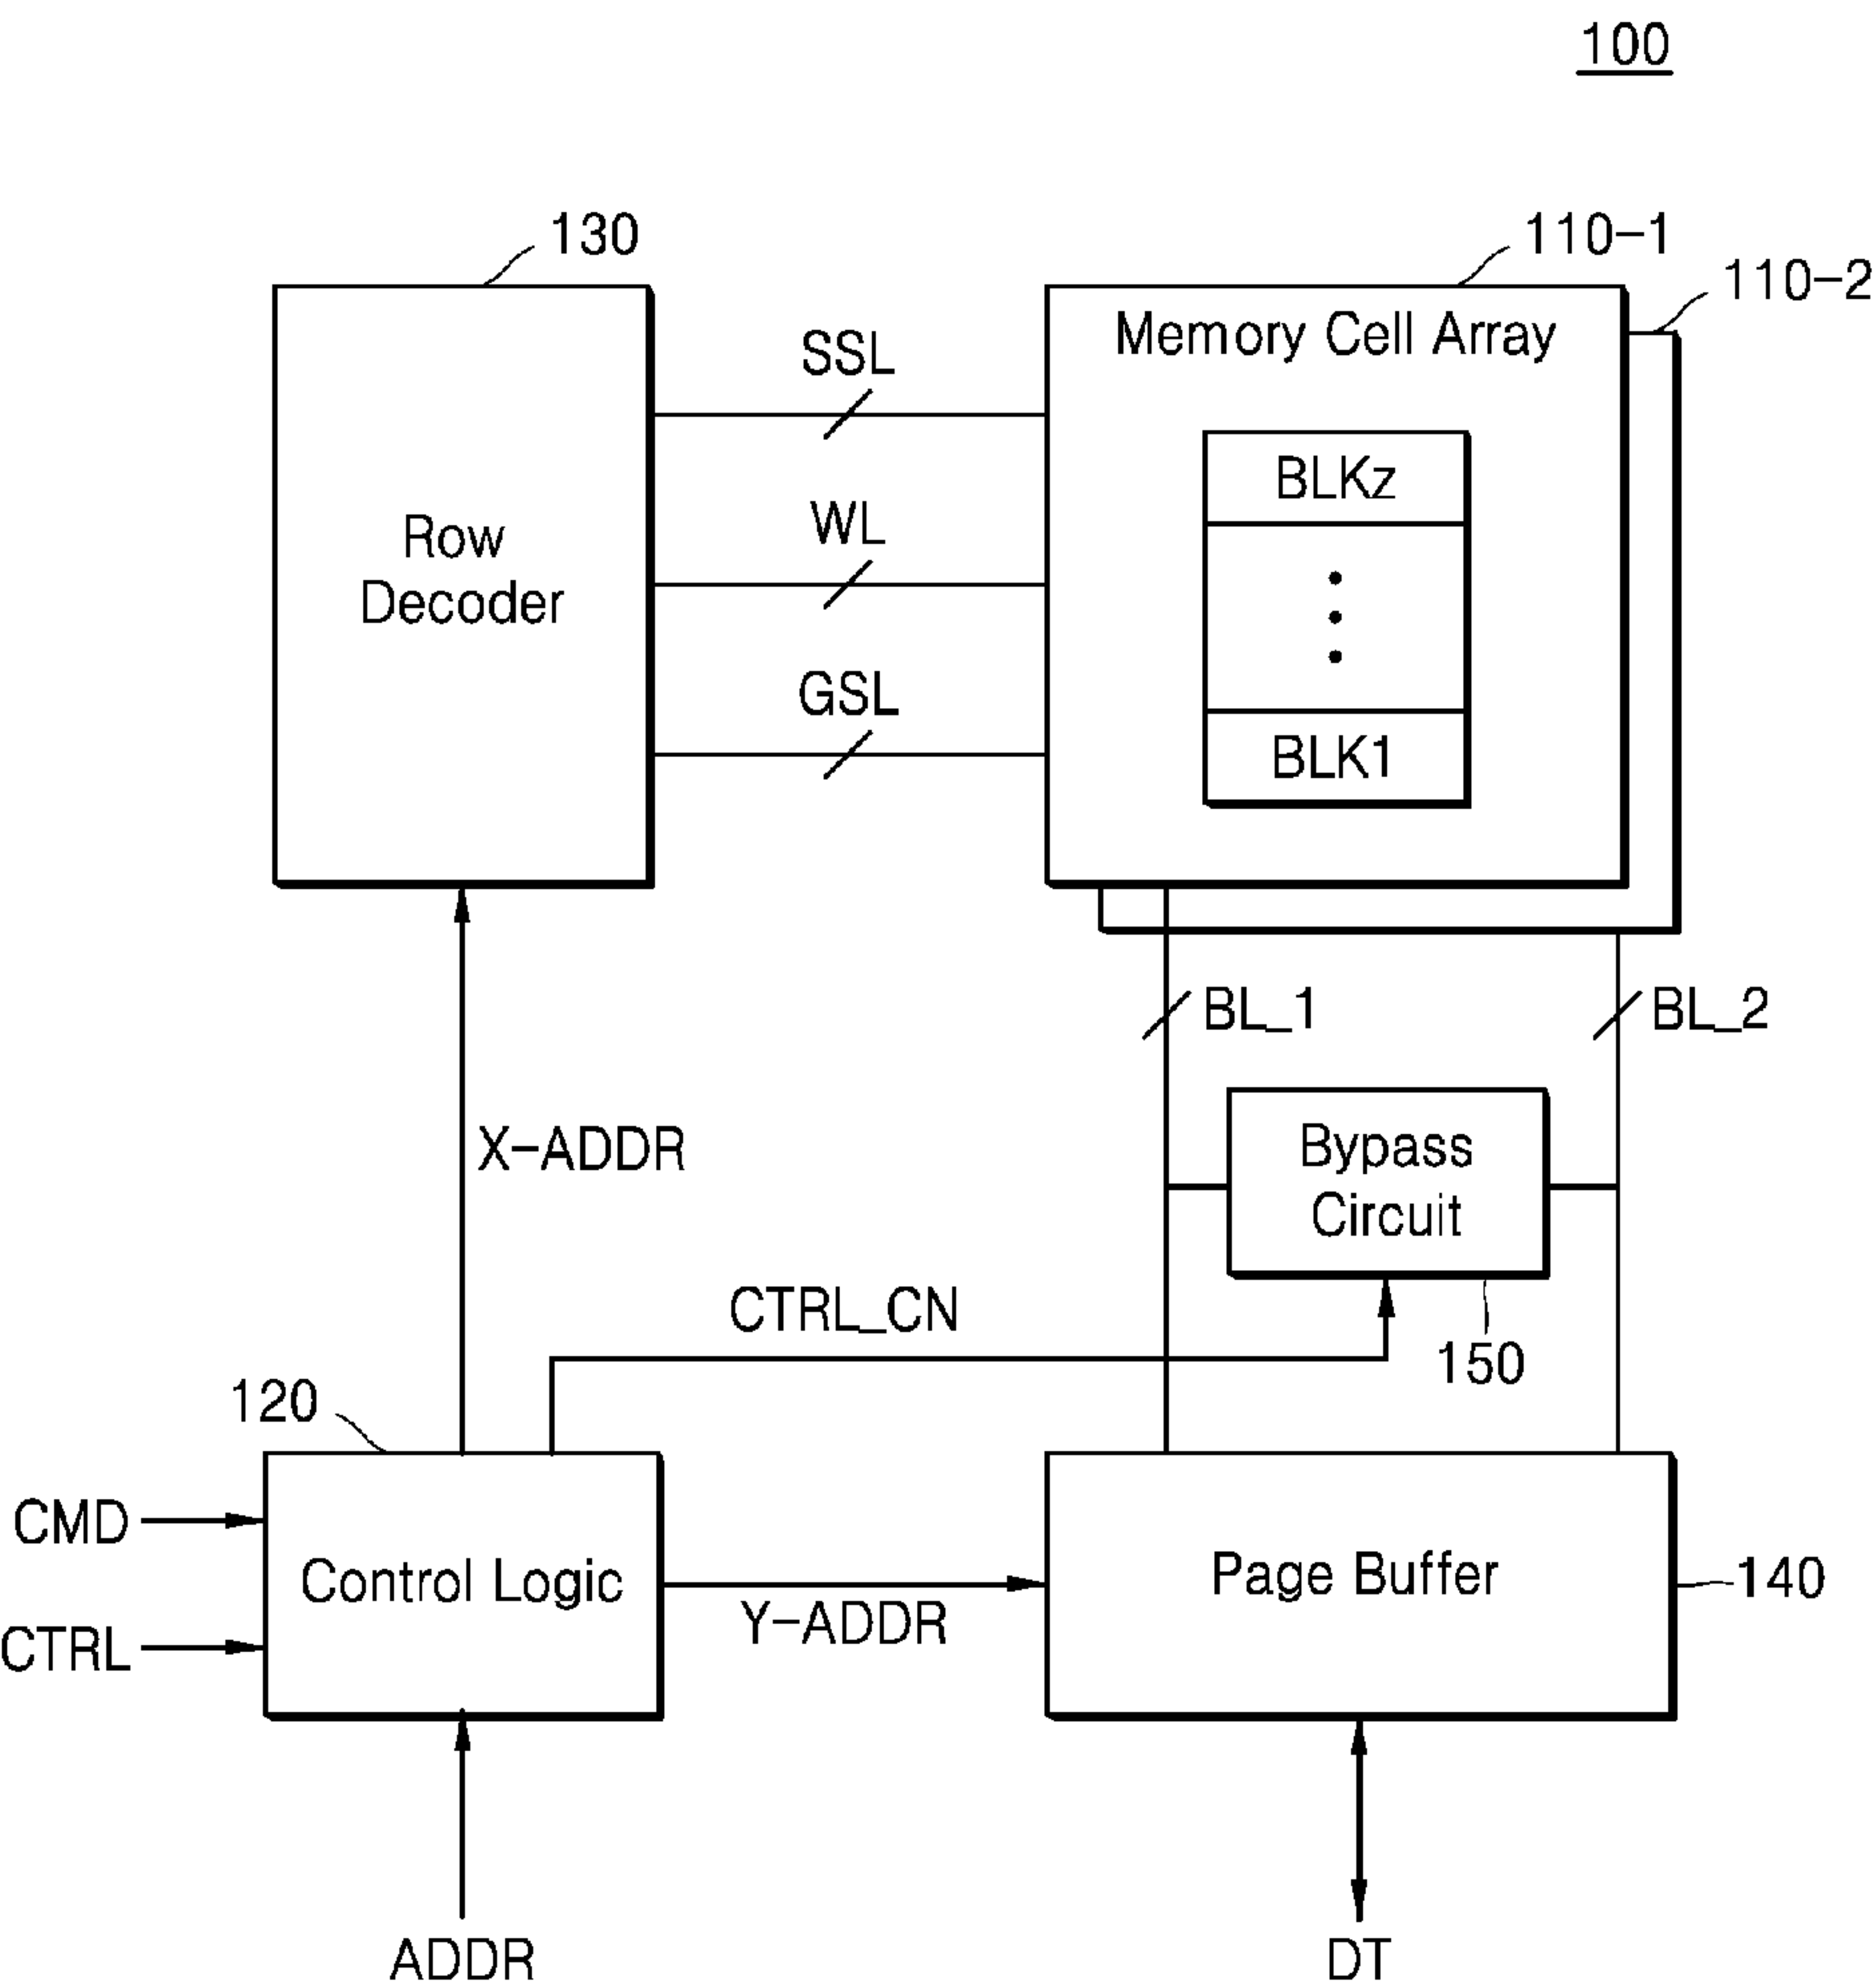 100
130
110-1
110-2
Memory Cell Array
SSL
BLKz
WL
Row
Decoder
GSL
BLK1
BL_1
BL_2
X-ADDR
Bypass
Circuit
CTRL_CN
150
120
CMD
Control Logic
Page Buffer
140
Y-ADDR
CTRL
ADDR
DT